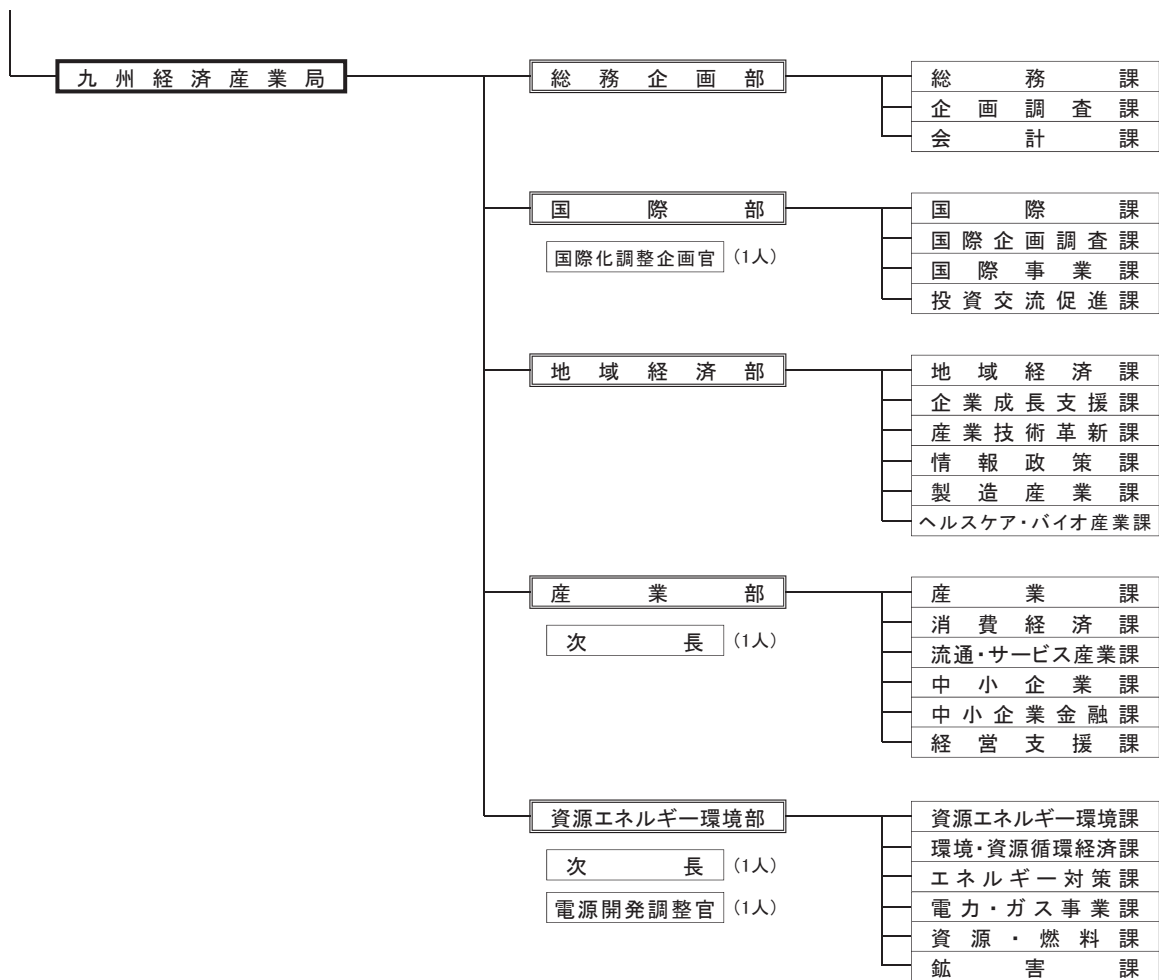 九州経済産業局
総務企画部
総務課
企画調査課
会計課
国際部
国際化調整企画官 (1人)
国際課
国際企画調査課
国際事業課
投資交流促進課
地域経済部
地域経済課
企業成長支援課
産業技術革新課
情報政策課
製造産業課
ヘルスケア・バイオ産業課
産業部
次長 (1人)
産業課
消費経済課
流通・サービス産業課
中小企業課
中小企業金融課
経営支援課
資源エネルギー環境部
次長 (1人)
電源開発調整官 (1人)
資源エネルギー環境課
環境・資源循環経済課
エネルギー対策課
電力・ガス事業課
資源・燃料課
鉱害課